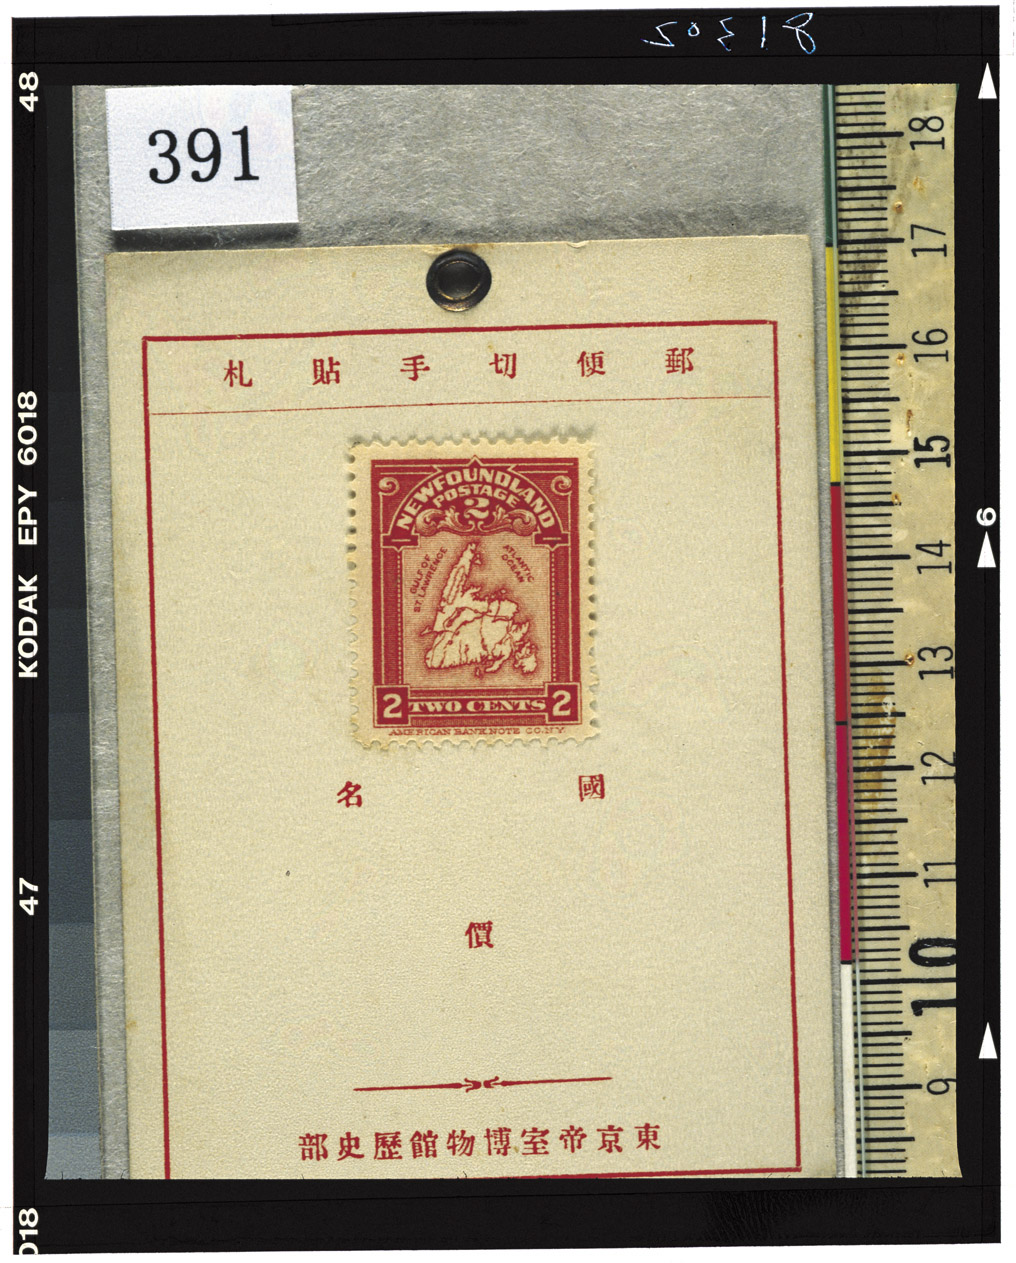 81305
48
KODAK EPY 6018
47
018
6
391
18
17
16
15
14
13
12
11
10
9
郵便切手貼札
NEWFOUNDLAND
POSTAGE
2
GULF OF
ST. LAWRENCE
ATLANTIC
OCEAN
2 TWO CENTS 2
AMERICAN BANK NOTE CO. N.Y.
國名
價
東京帝室博物館歷史部